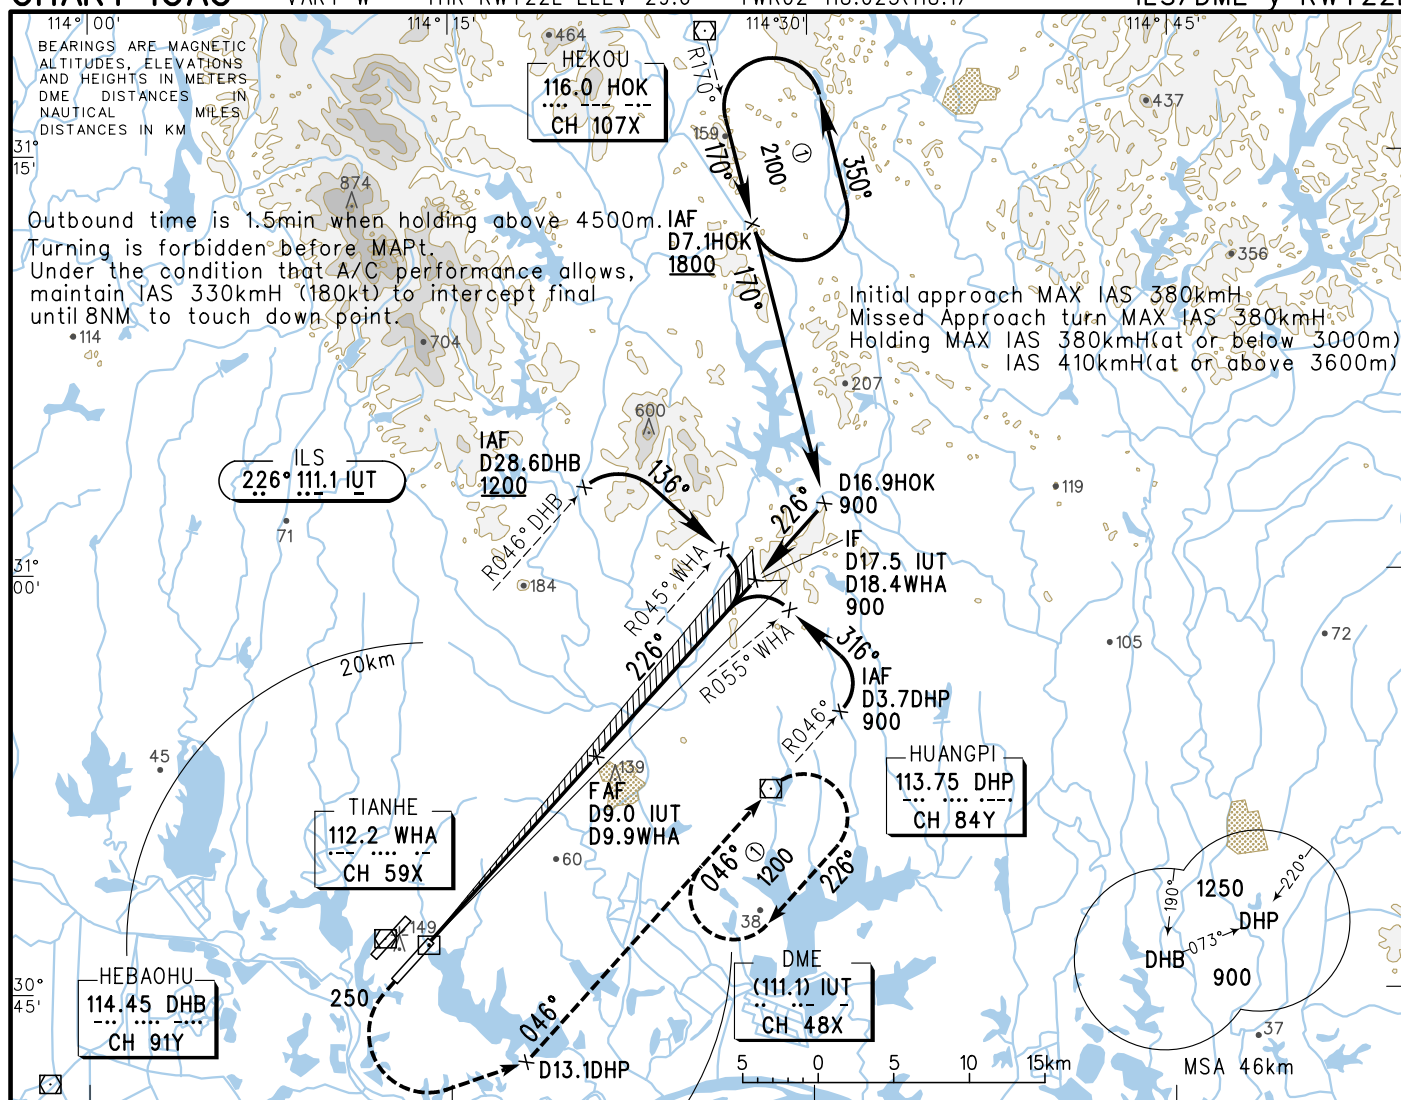 114° 00'
114° 15'
114° 30'
114° 45'
BEARINGS ARE MAGNETIC
ALTITUDES, ELEVATIONS
AND HEIGHTS IN METERS
DME DISTANCES IN
NAUTICAL MILES
DISTANCES IN KM
464
HEKOU
116.0 HOK
CH 107X
R170°
159
170°
2100
①
350°
437
31°
15'
874
Outbound time is 1.5min when holding above 4500m.
Turning is forbidden before MAPt.
Under the condition that A/C performance allows,
maintain IAS 330kmH (180kt) to intercept final
until 8NM to touch down point.
IAF
D7.1HOK
1800
170°
356
Initial approach MAX IAS 380kmH
Missed Approach turn MAX IAS 380kmH
Holding MAX IAS 380kmH(at or below 3000m)
IAS 410kmH(at or above 3600m)
114
704
207
600
IAF
D28.6DHB
1200
136°
ILS
226° 111.1 IUT
71
R046° DHB
D16.9HOK
900
119
226°
IF
D17.5 IUT
D18.4WHA
900
31°
00'
184
R045° WHA
226°
R055° WHA
316°
105
72
20km
IAF
D3.7DHP
900
R046°
45
139
FAF
D9.0 IUT
D9.9WHA
HUANGPI
113.75 DHP
CH 84Y
TIANHE
112.2 WHA
CH 59X
60
046°
①
1200
226°
38
149
1250
190°
220°
DHP
073°
DHB
900
HEBAOHU
114.45 DHB
CH 91Y
30°
45'
250
046°
D13.1DHP
DME
(111.1) IUT
CH 48X
37
5 0 5 10 15km
MSA 46km